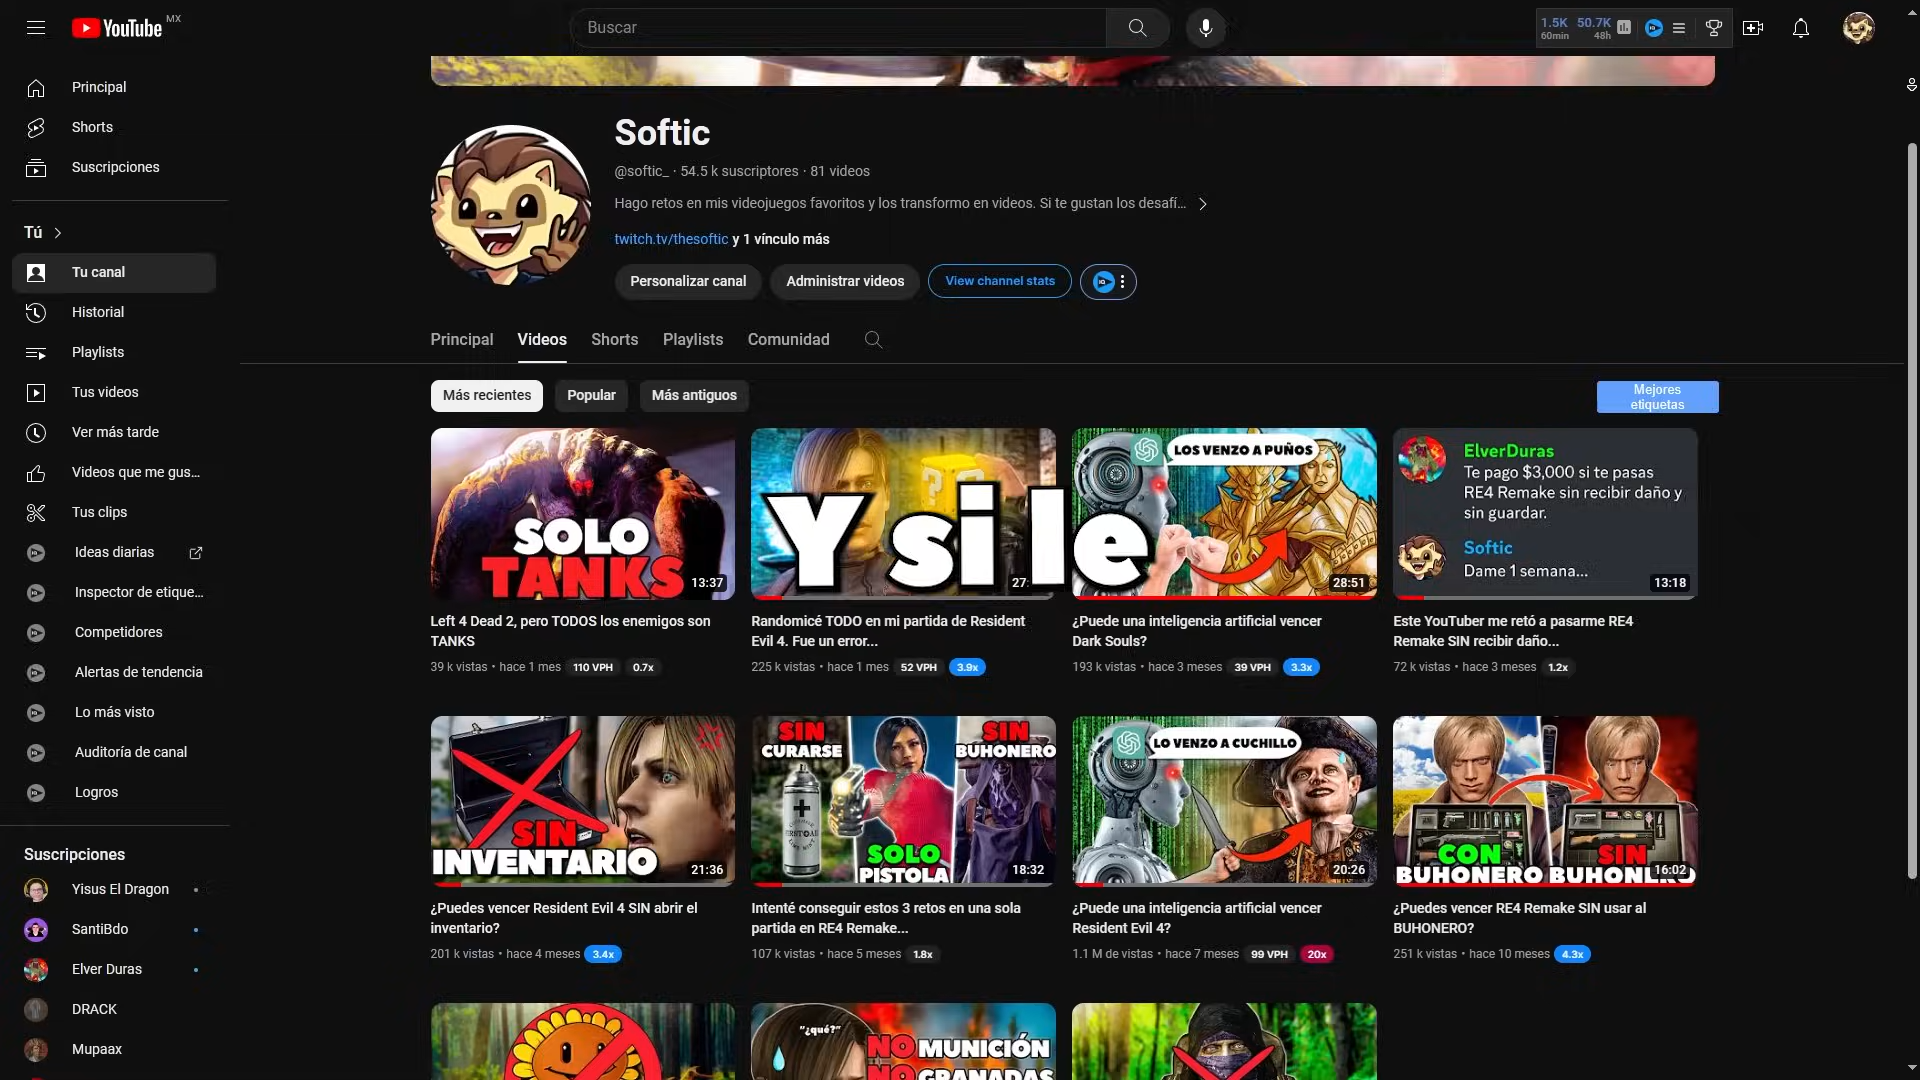 YouTube MX
Buscar
1.5K 50.7K
60min 48h
Principal
Shorts
Suscripciones
Tú
Tu canal
Historial
Playlists
Tus videos
Ver más tarde
Videos que me gus...
Tus clips
Ideas diarias
Inspector de etique...
Competidores
Alertas de tendencia
Lo más visto
Auditoría de canal
Logros
Suscripciones
Yisus El Dragon
SantiBdo
Elver Duras
DRACK
Mupaax
Softic
@softic_ · 54.5 k suscriptores · 81 videos
Hago retos en mis videojuegos favoritos y los transformo en videos. Si te gustan los desafí...
twitch.tv/thesoftic y 1 vínculo más
Personalizar canal
Administrar videos
View channel stats
Principal
Videos
Shorts
Playlists
Comunidad
Más recientes
Popular
Más antiguos
Mejores
etiquetas
SOLO
TANKS
13:37
Y si le
27:
LOS VENZO A PUÑOS
28:51
ElverDuras
Te pago $3,000 si te pasas
RE4 Remake sin recibir daño y
sin guardar.
Softic
Dame 1 semana...
13:18
Left 4 Dead 2, pero TODOS los enemigos son
TANKS
39 k vistas • hace 1 mes 110 VPH 0.7x
Randomicé TODO en mi partida de Resident
Evil 4. Fue un error...
225 k vistas • hace 1 mes 52 VPH 3.9x
¿Puede una inteligencia artificial vencer
Dark Souls?
193 k vistas • hace 3 meses 39 VPH 3.3x
Este YouTuber me retó a pasarme RE4
Remake SIN recibir daño...
72 k vistas • hace 3 meses 1.2x
SIN
INVENTARIO
21:36
SIN
CURARSE
SIN
BUHONERO
SOLO
PISTOLA
18:32
LO VENZO A CUCHILLO
20:26
CON
BUHONERO
SIN
BUHONERO
16:02
¿Puedes vencer Resident Evil 4 SIN abrir el
inventario?
201 k vistas • hace 4 meses 3.4x
Intenté conseguir estos 3 retos en una sola
partida en RE4 Remake...
107 k vistas • hace 5 meses 1.8x
¿Puede una inteligencia artificial vencer
Resident Evil 4?
1.1 M de vistas • hace 7 meses 99 VPH 20x
¿Puedes vencer RE4 Remake SIN usar al
BUHONERO?
251 k vistas • hace 10 meses 4.3x
"¿qué?"
NO MUNICIÓN
NO GRANADAS